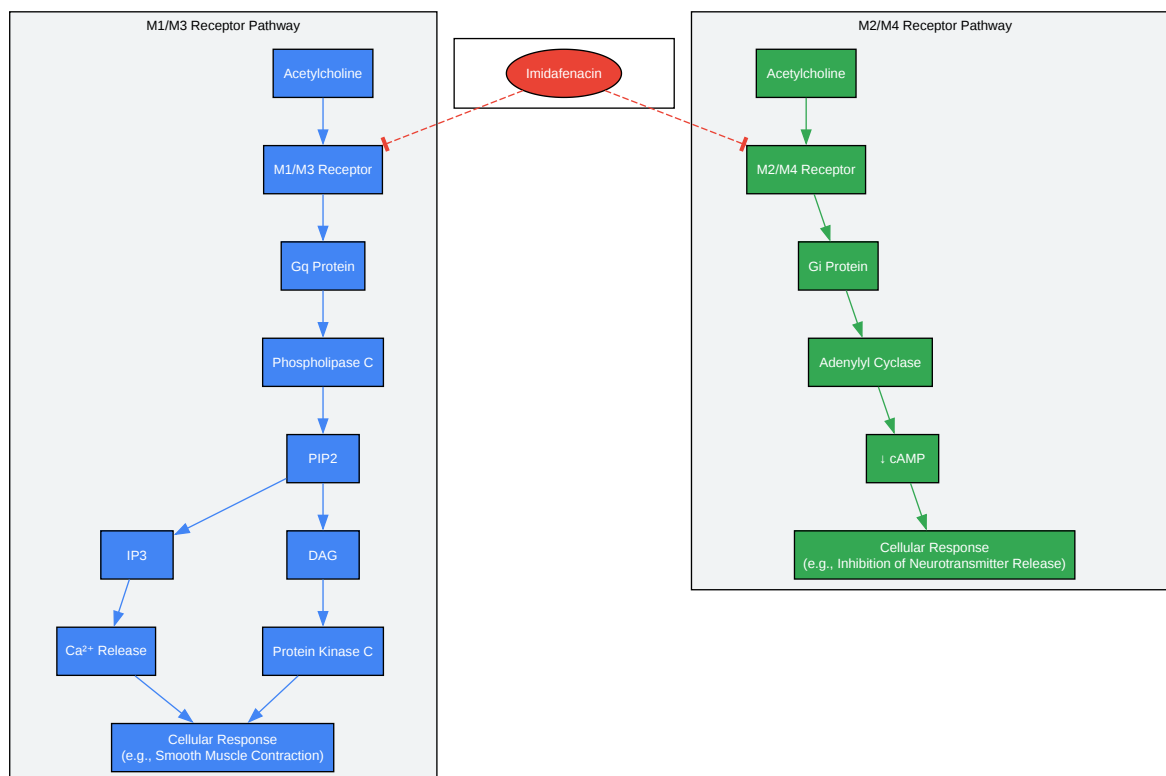 M1/M3 Receptor Pathway
Acetylcholine
M1/M3 Receptor
Gq Protein
Phospholipase C
PIP2
IP3
DAG
Ca²⁺ Release
Protein Kinase C
Cellular Response
(e.g., Smooth Muscle Contraction)
Imidafenacin
M2/M4 Receptor Pathway
Acetylcholine
M2/M4 Receptor
Gi Protein
Adenylyl Cyclase
↓ cAMP
Cellular Response
(e.g., Inhibition of Neurotransmitter Release)